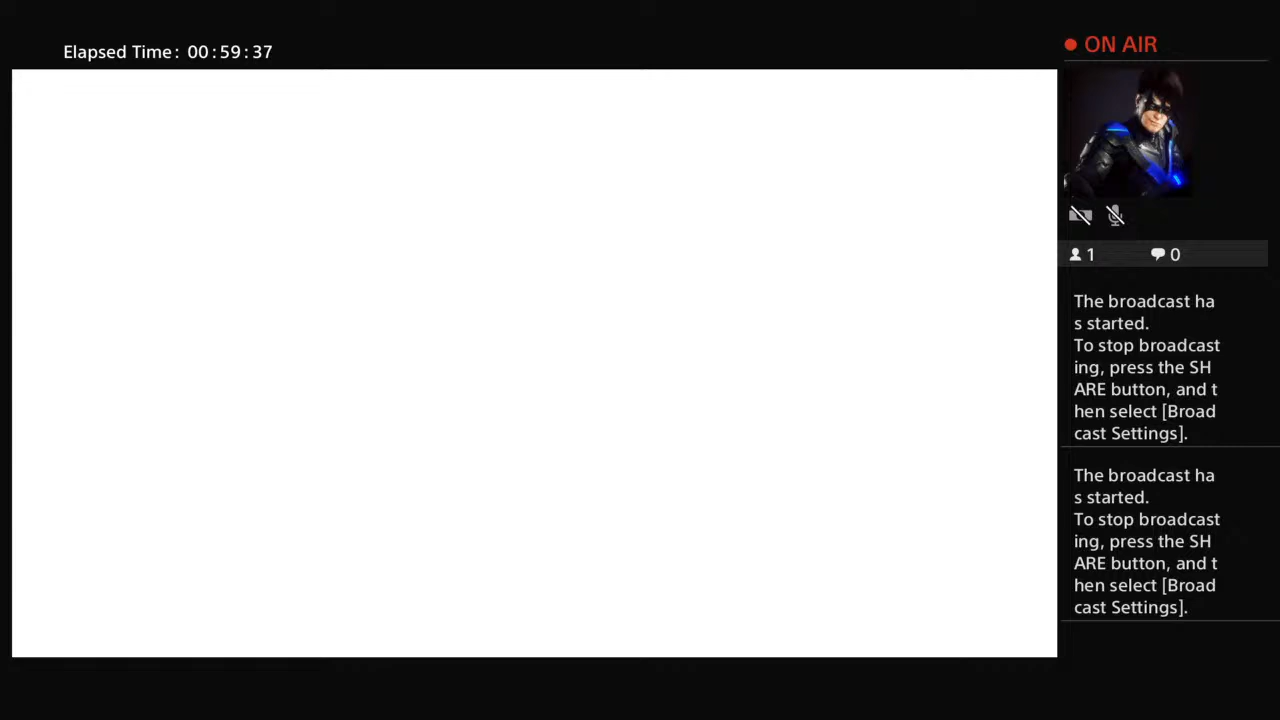 Elapsed Time: 00:59:37
ON AIR
1 0
The broadcast ha
s started.
To stop broadcast
ing, press the SH
ARE button, and t
hen select [Broad
cast Settings].
The broadcast ha
s started.
To stop broadcast
ing, press the SH
ARE button, and t
hen select [Broad
cast Settings].